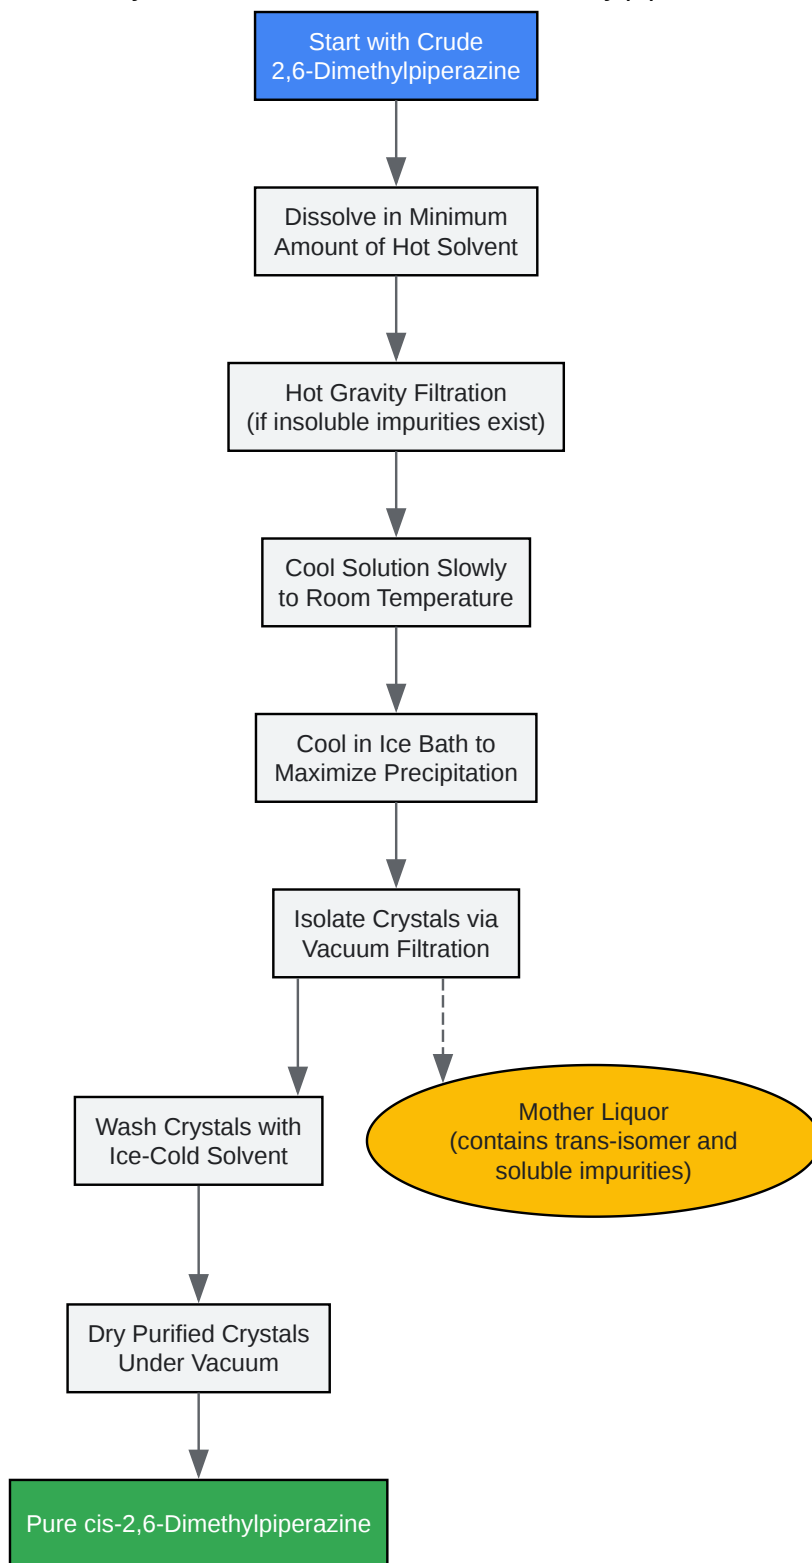 Start with Crude
2,6-Dimethylpiperazine
Dissolve in Minimum
Amount of Hot Solvent
Hot Gravity Filtration
(if insoluble impurities exist)
Cool Solution Slowly
to Room Temperature
Cool in Ice Bath to
Maximize Precipitation
Isolate Crystals via
Vacuum Filtration
Wash Crystals with
Ice-Cold Solvent
Mother Liquor
(contains trans-isomer and
soluble impurities)
Dry Purified Crystals
Under Vacuum
Pure cis-2,6-Dimethylpiperazine